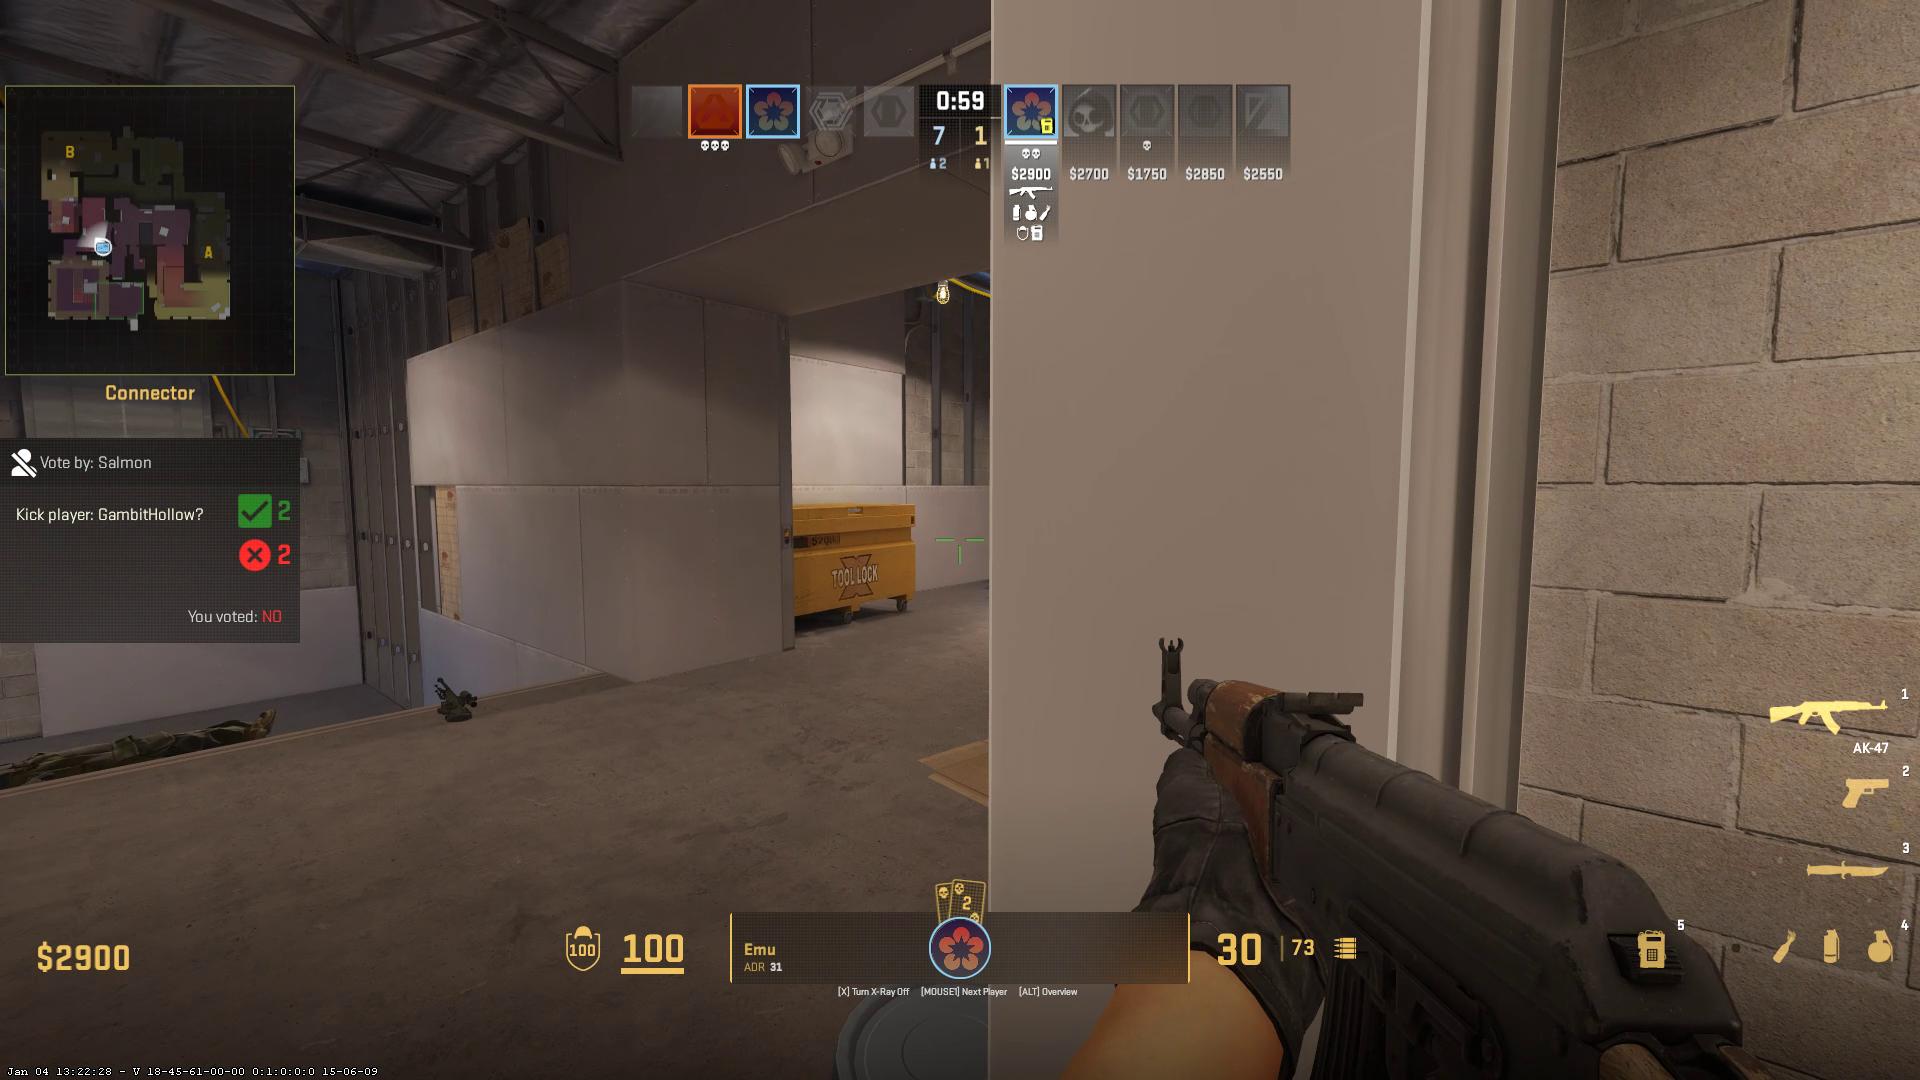 0:59
7 1
2 1
$2900 $2700 $1750 $2850 $2550
B
A
Connector
Vote by: Salmon
Kick player: GambitHollow? 2
2
You voted: NO
TOOL LOCK
1
AK-47
2
3
5 4
2
$2900
100 100
Emu
ADR 31
30 | 73
[X] Turn X-Ray Off [MOUSE1] Next Player [ALT] Overview
Jan 04 13:22:28 - V 18-45-61-00-00 0:1:0:0:0 15-06-09